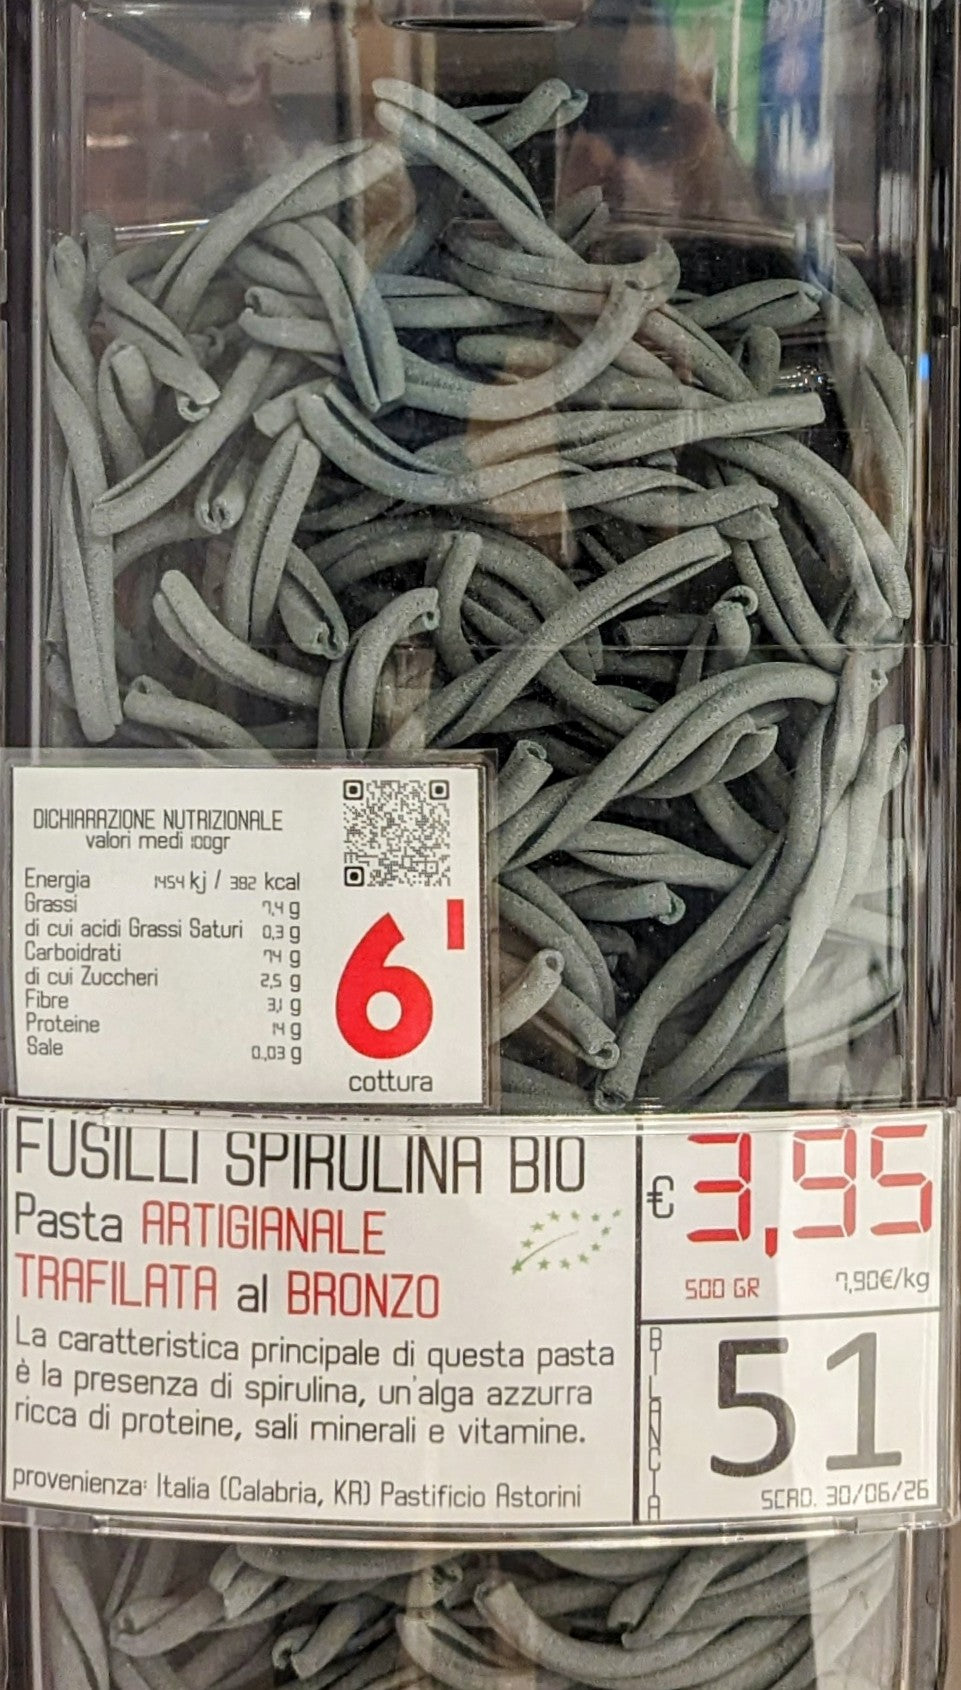 DICHIARAZIONE NUTRIZIONALE
valori medi 100gr
Energia 1454 kj / 382 kcal
Grassi 7,4 g
di cui acidi Grassi Saturi 0,3 g
Carboidrati 74 g
di cui Zuccheri 2,5 g
Fibre 3,1 g
Proteine 14 g
Sale 0,03 g
6'
cottura
FUSILLI SPIRULINA BIO
Pasta ARTIGIANALE
TRAFILATA al BRONZO
La caratteristica principale di questa pasta
è la presenza di spirulina, un'alga azzurra
ricca di proteine, sali minerali e vitamine.
provenienza: Italia (Calabria, KR) Pastificio Astorini
€ 3,95
500 GR 7,90€/kg
BILANCIA
51
SCAD. 30/06/26